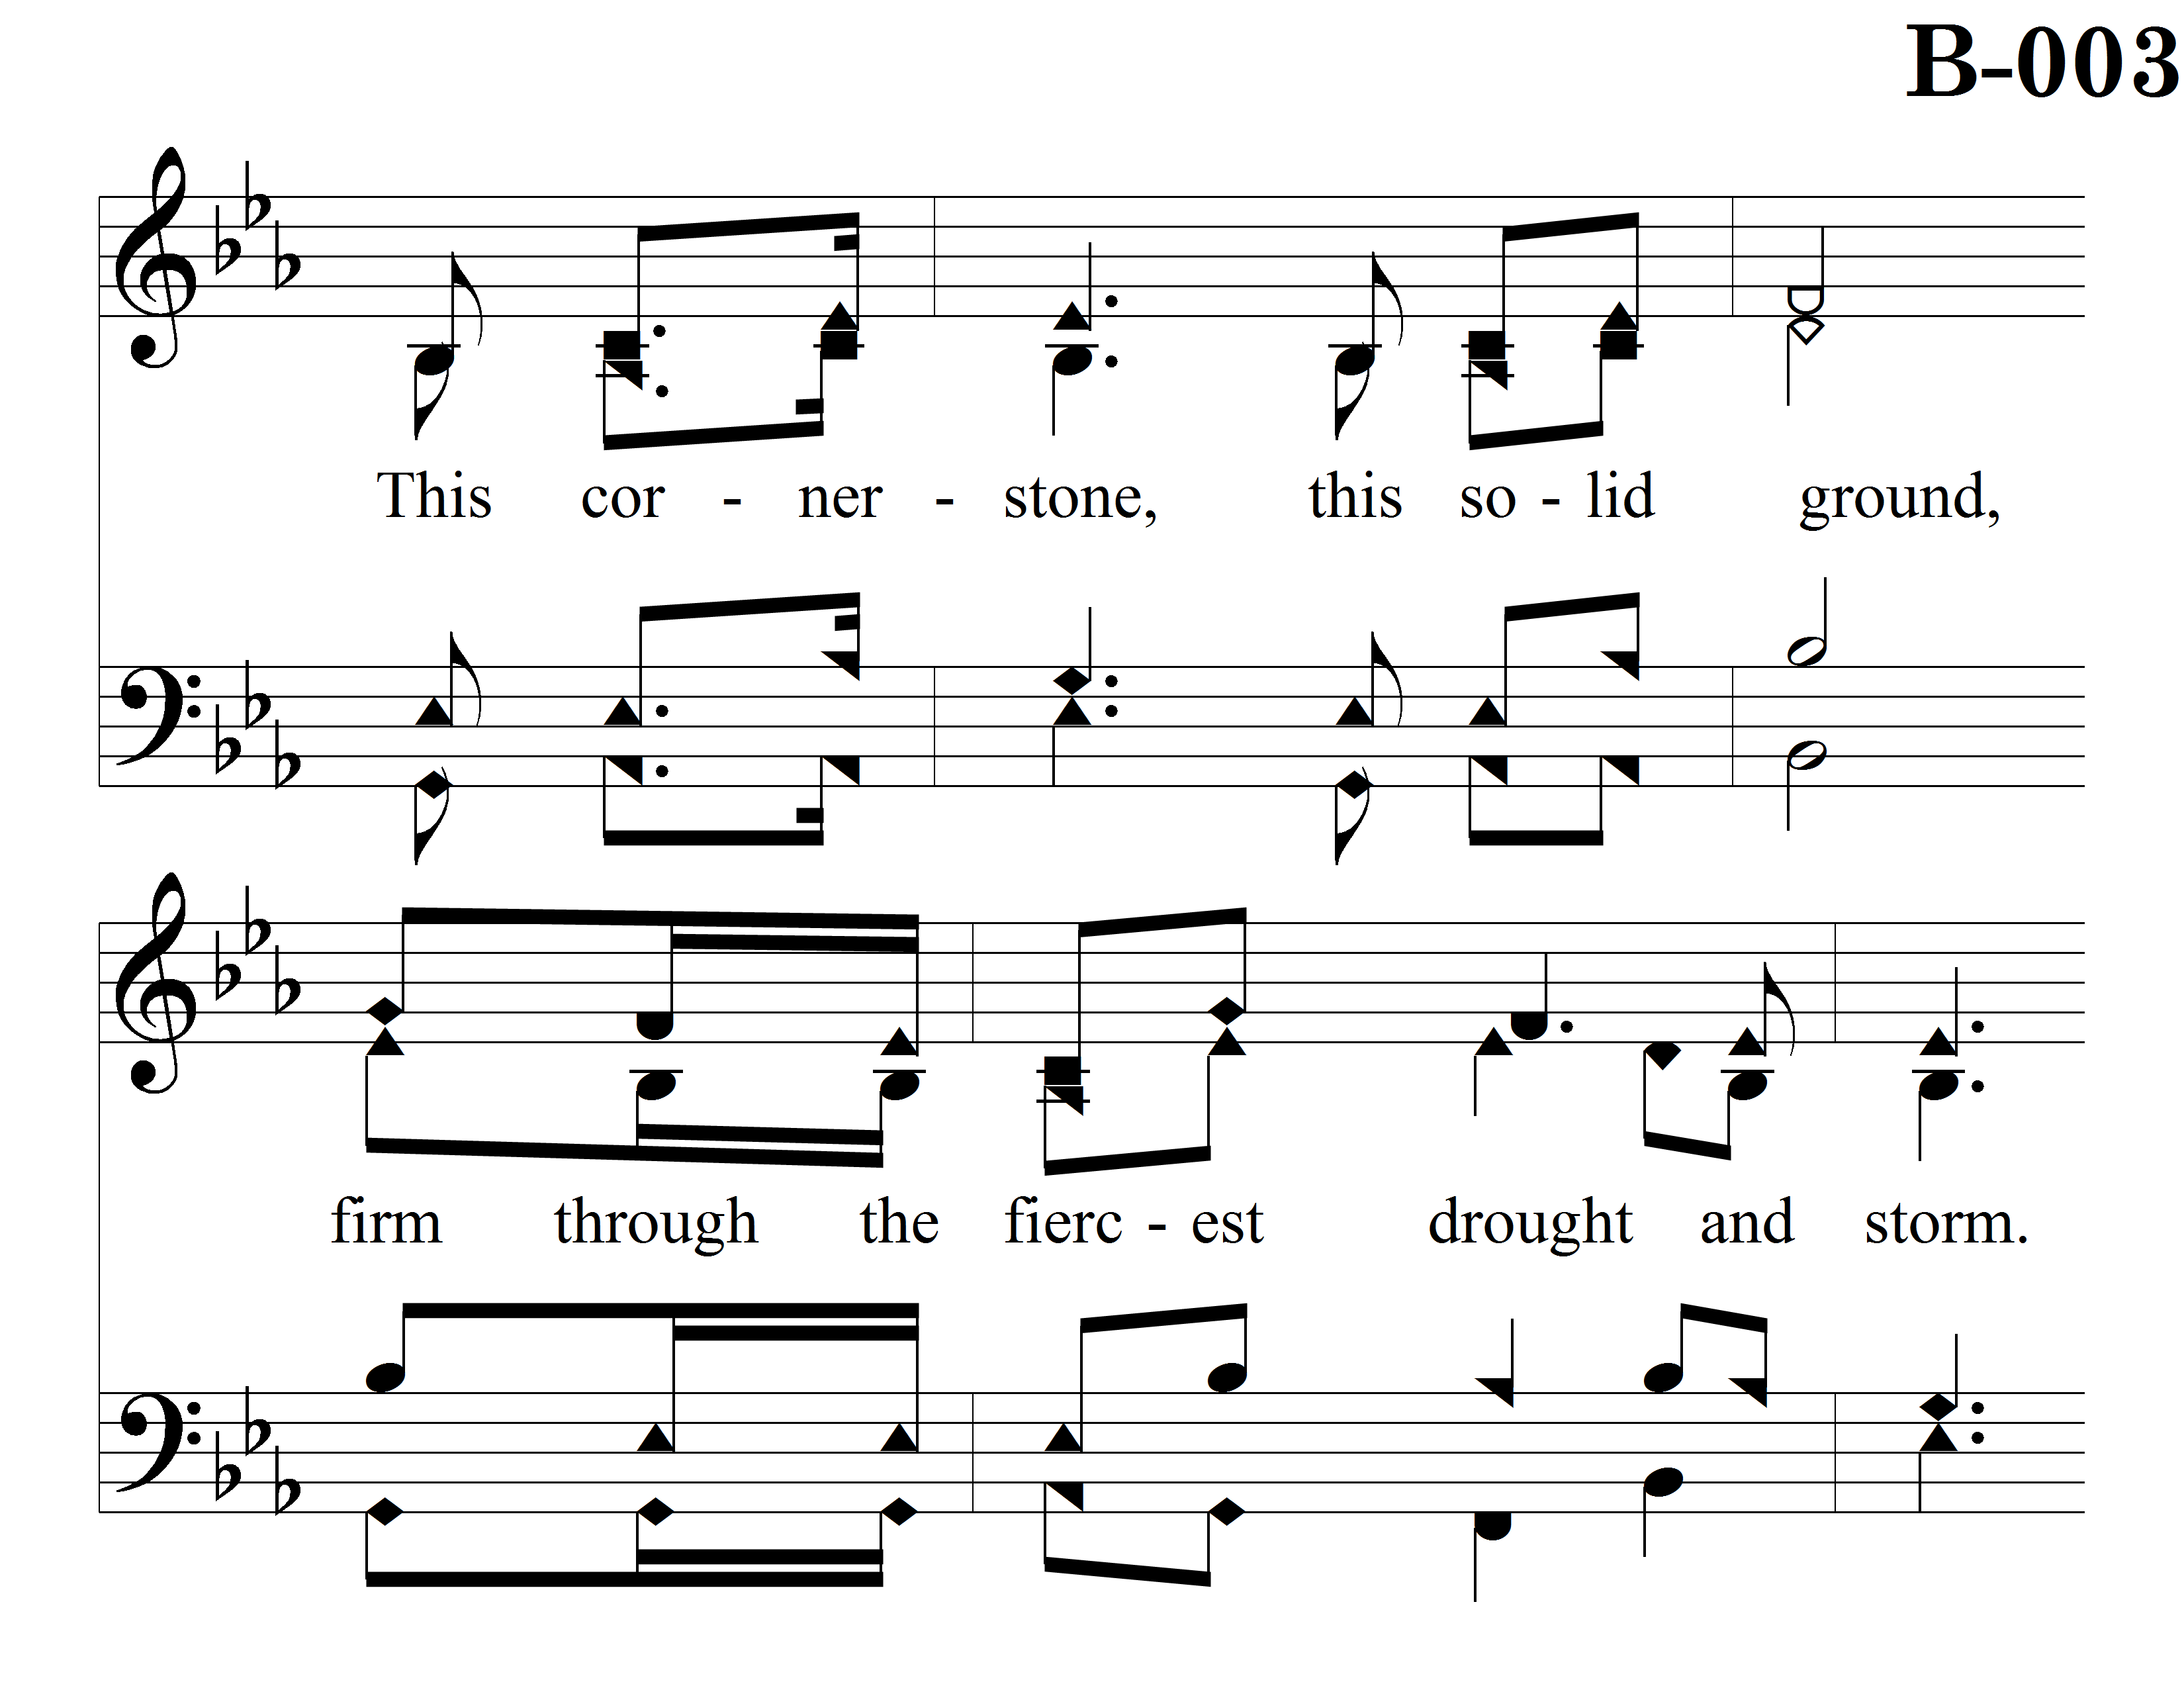 B-003
This cor - ner - stone, this so - lid ground,
firm through the fierc - est drought and storm.